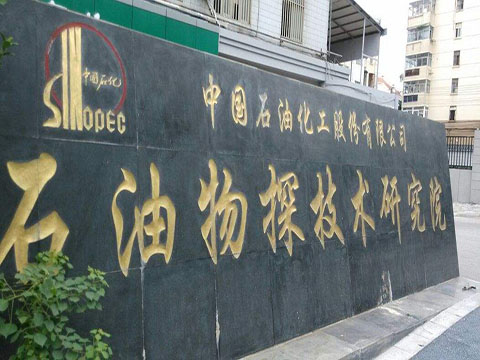 中国石化
SINOPEC
中国石油化工股份有限公司
石油物探技术研究院